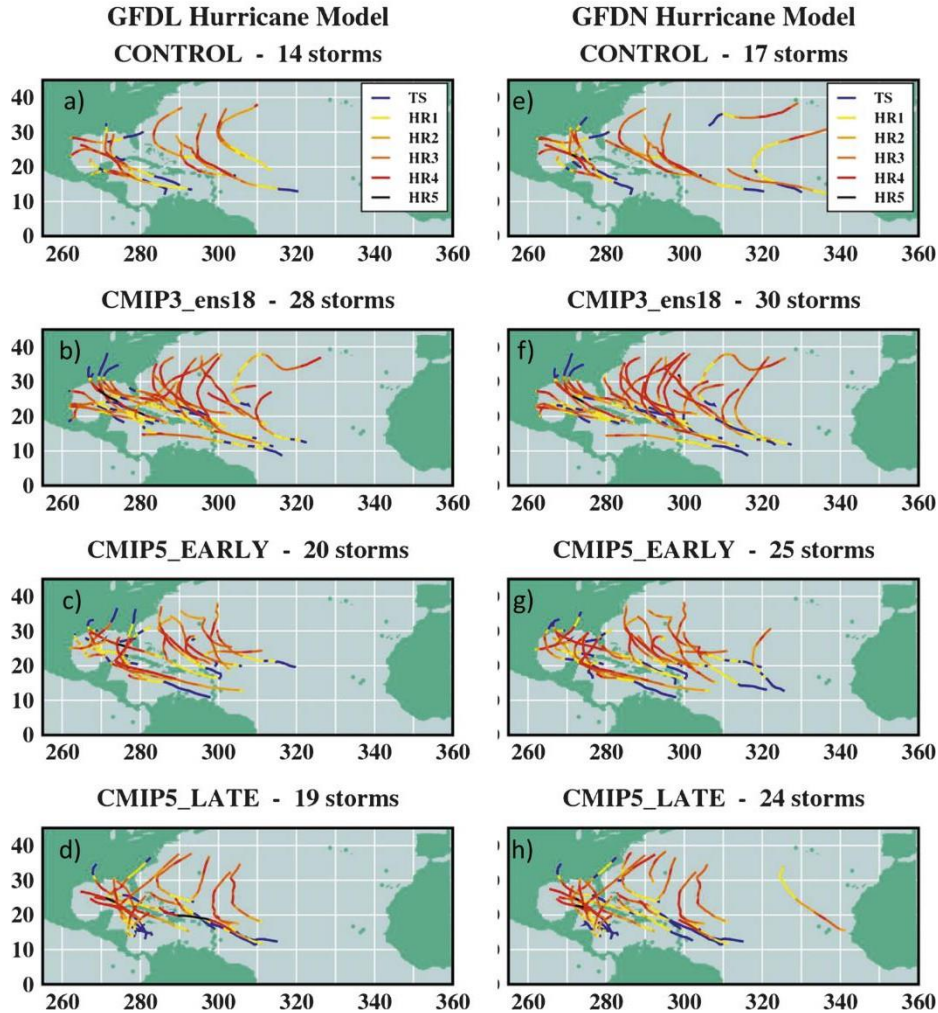 GFDL Hurricane Model
CONTROL - 14 storms
a)
TS
HR1
HR2
HR3
HR4
HR5
40
30
20
10
0
260 280 300 320 340 360
CMIP3_ens18 - 28 storms
b)
40
30
20
10
0
260 280 300 320 340 360
CMIP5_EARLY - 20 storms
c)
40
30
20
10
0
260 280 300 320 340 360
CMIP5_LATE - 19 storms
d)
40
30
20
10
0
260 280 300 320 340 360
GFDN Hurricane Model
CONTROL - 17 storms
e)
TS
HR1
HR2
HR3
HR4
HR5
260 280 300 320 340 360
CMIP3_ens18 - 30 storms
f)
260 280 300 320 340 360
CMIP5_EARLY - 25 storms
g)
260 280 300 320 340 360
CMIP5_LATE - 24 storms
h)
260 280 300 320 340 360